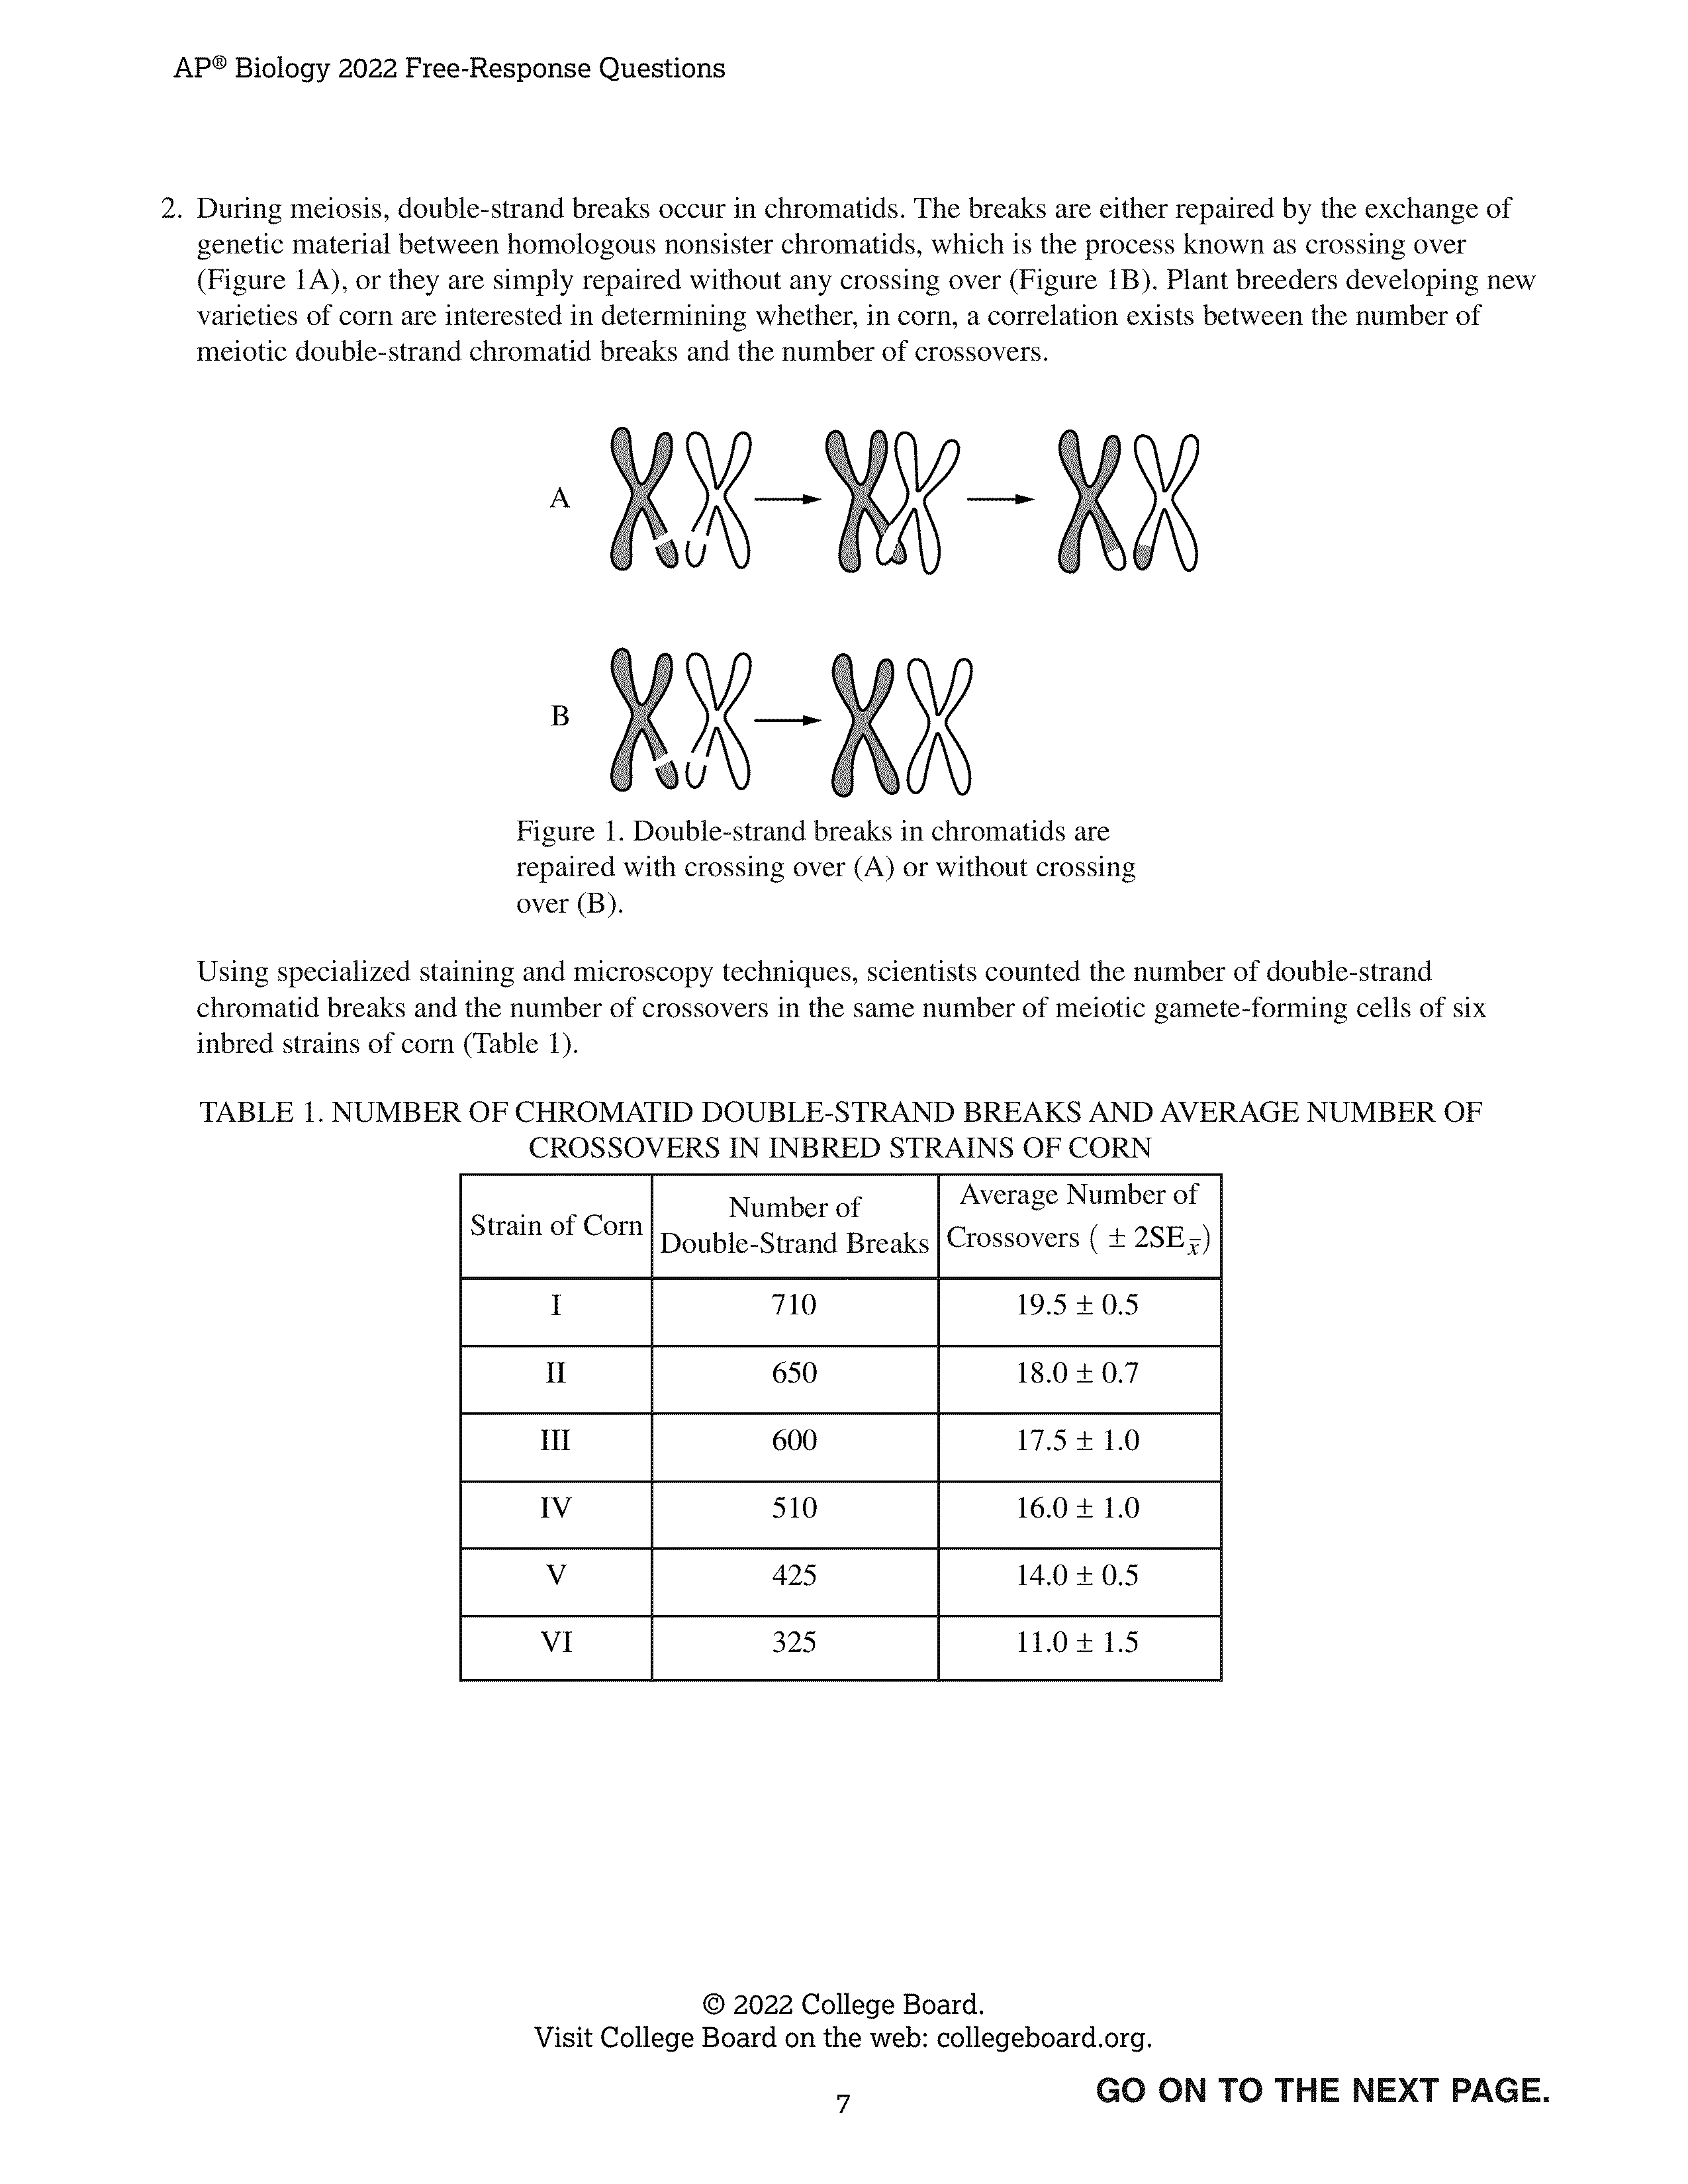 AP® Biology 2022 Free-Response Questions
2. During meiosis, double-strand breaks occur in chromatids. The breaks are either repaired by the exchange of
genetic material between homologous nonsister chromatids, which is the process known as crossing over
(Figure 1A), or they are simply repaired without any crossing over (Figure 1B). Plant breeders developing new
varieties of corn are interested in determining whether, in corn, a correlation exists between the number of
meiotic double-strand chromatid breaks and the number of crossovers.
A
B
Figure 1. Double-strand breaks in chromatids are
repaired with crossing over (A) or without crossing
over (B).
Using specialized staining and microscopy techniques, scientists counted the number of double-strand
chromatid breaks and the number of crossovers in the same number of meiotic gamete-forming cells of six
inbred strains of corn (Table 1).
TABLE 1. NUMBER OF CHROMATID DOUBLE-STRAND BREAKS AND AVERAGE NUMBER OF
CROSSOVERS IN INBRED STRAINS OF CORN
Strain of Corn
Number of
Double-Strand Breaks
Average Number of
Crossovers ( ± 2SEx̅)
I 710 19.5 ± 0.5
II 650 18.0 ± 0.7
III 600 17.5 ± 1.0
IV 510 16.0 ± 1.0
V 425 14.0 ± 0.5
VI 325 11.0 ± 1.5
© 2022 College Board.
Visit College Board on the web: collegeboard.org.
GO ON TO THE NEXT PAGE.
7